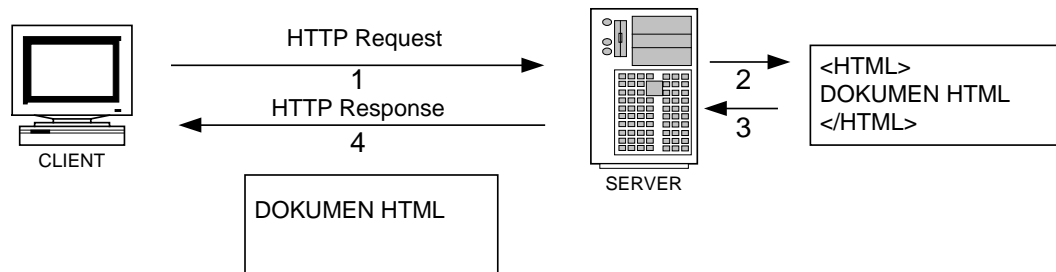 HTTP Request
1
HTTP Response
4
CLIENT
DOKUMEN HTML
SERVER
2
3
<HTML>
DOKUMEN HTML
</HTML>